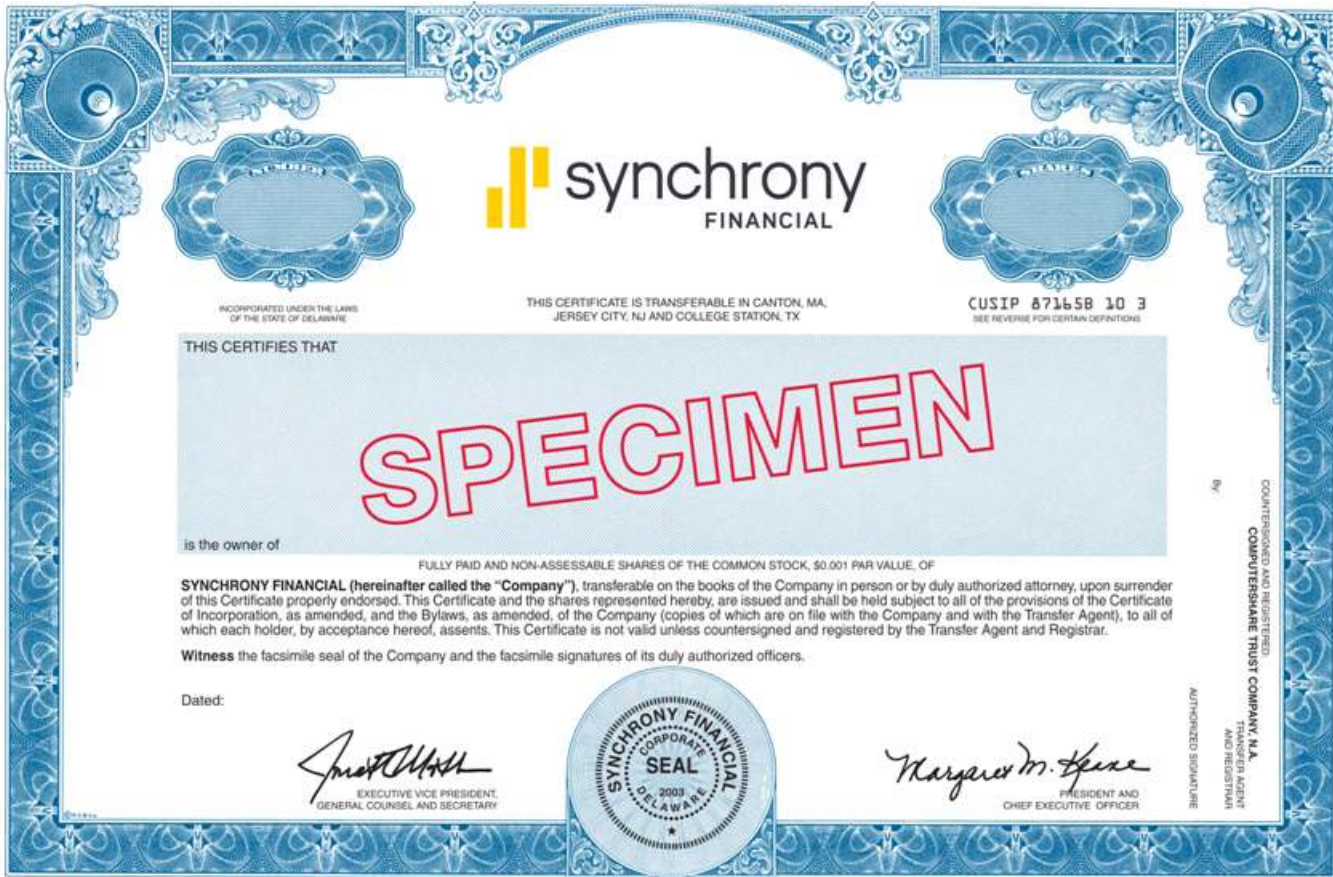 NUMBER
SHARES
synchrony
FINANCIAL
INCORPORATED UNDER THE LAWS
OF THE STATE OF DELAWARE
THIS CERTIFICATE IS TRANSFERABLE IN CANTON, MA,
JERSEY CITY, NJ AND COLLEGE STATION, TX
CUSIP 87165B 10 3
SEE REVERSE FOR CERTAIN DEFINITIONS
THIS CERTIFIES THAT
SPECIMEN
is the owner of
FULLY PAID AND NON-ASSESSABLE SHARES OF THE COMMON STOCK, $0.001 PAR VALUE, OF
SYNCHRONY FINANCIAL (hereinafter called the “Company”), transferable on the books of the Company in person or by duly authorized attorney, upon surrender
of this Certificate properly endorsed. This Certificate and the shares represented hereby, are issued and shall be held subject to all of the provisions of the Certificate
of Incorporation, as amended, and the Bylaws, as amended, of the Company (copies of which are on file with the Company and with the Transfer Agent), to all of
which each holder, by acceptance hereof, assents. This Certificate is not valid unless countersigned and registered by the Transfer Agent and Registrar.
Witness the facsimile seal of the Company and the facsimile signatures of its duly authorized officers.
Dated:
EXECUTIVE VICE PRESIDENT,
GENERAL COUNSEL AND SECRETARY
SYNCHRONY FINANCIAL
CORPORATE
SEAL
2003
DELAWARE
Margaret M. Keane
PRESIDENT AND
CHIEF EXECUTIVE OFFICER
COUNTERSIGNED AND REGISTERED:
COMPUTERSHARE TRUST COMPANY, N.A.
TRANSFER AGENT
AND REGISTRAR
By
AUTHORIZED SIGNATURE